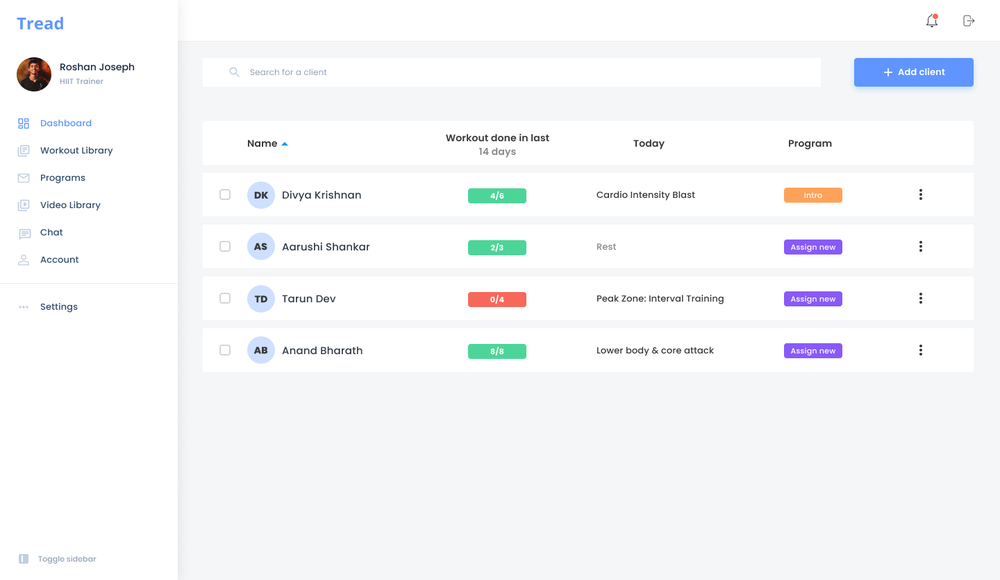 Tread
Roshan Joseph
HIIT Trainer
Dashboard
Workout Library
Programs
Video Library
Chat
Account
Settings
Toggle sidebar
Search for a client
+ Add client
Name
Workout done in last
14 days
Today
Program
DK Divya Krishnan 4/6 Cardio Intensity Blast Intro
AS Aarushi Shankar 2/3 Rest Assign new
TD Tarun Dev 0/4 Peak Zone: Interval Training Assign new
AB Anand Bharath 8/8 Lower body & core attack Assign new